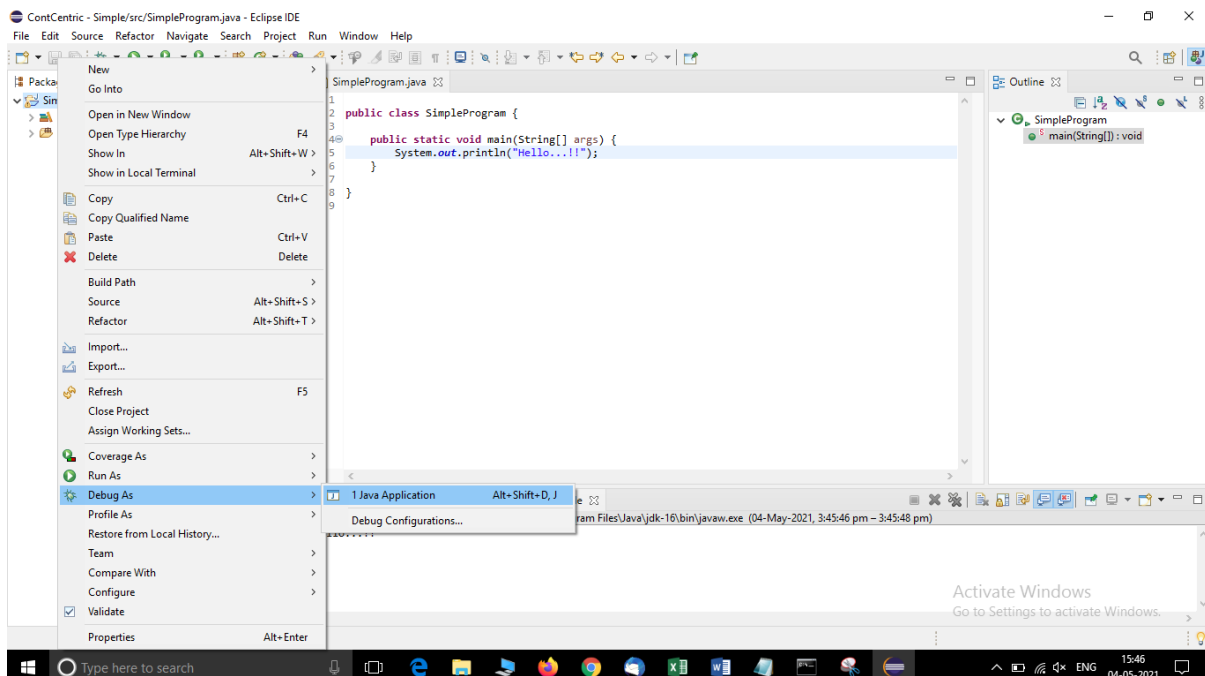 ContCentric - Simple/src/SimpleProgram.java - Eclipse IDE
File Edit Source Refactor Navigate Search Project Run Window Help
Packa
SimpleProgram.java
Outline
Sim
New
Go Into
Open in New Window
Open Type Hierarchy F4
Show In Alt+Shift+W
Show in Local Terminal
Copy Ctrl+C
Copy Qualified Name
Paste Ctrl+V
Delete Delete
Build Path
Source Alt+Shift+S
Refactor Alt+Shift+T
Import...
Export...
Refresh F5
Close Project
Assign Working Sets...
Coverage As
Run As
Debug As
Profile As
Restore from Local History...
Team
Compare With
Configure
Validate
Properties Alt+Enter
1 Java Application Alt+Shift+D, J
Debug Configurations...
1
2 public class SimpleProgram {
3
4 public static void main(String[] args) {
5 System.out.println("Hello...!!");
6 }
7
8 }
9
SimpleProgram
main(String[]) : void
ram Files\Java\jdk-16\bin\javaw.exe (04-May-2021, 3:45:46 pm – 3:45:48 pm)
Activate Windows
Go to Settings to activate Windows.
Type here to search
ENG
15:46
04-05-2021